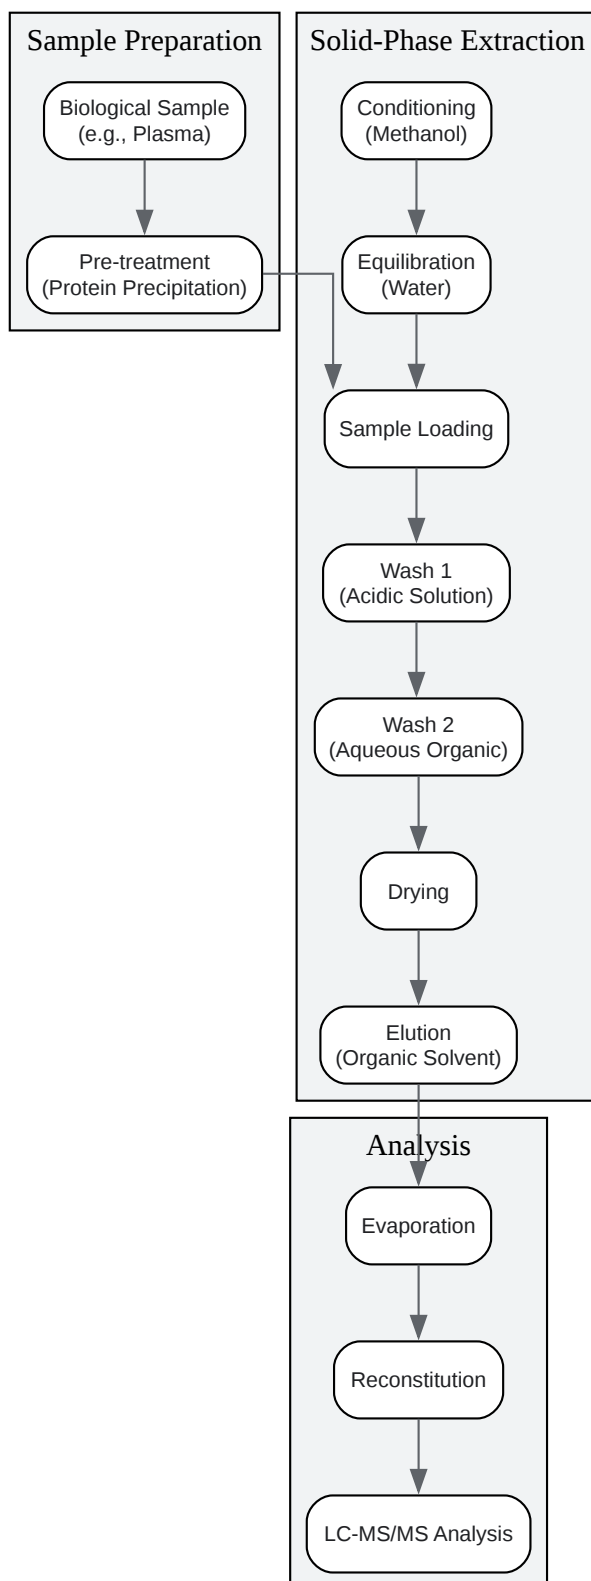 Sample Preparation
Biological Sample
(e.g., Plasma)
Pre-treatment
(Protein Precipitation)
Solid-Phase Extraction
Conditioning
(Methanol)
Equilibration
(Water)
Sample Loading
Wash 1
(Acidic Solution)
Wash 2
(Aqueous Organic)
Drying
Elution
(Organic Solvent)
Analysis
Evaporation
Reconstitution
LC-MS/MS Analysis